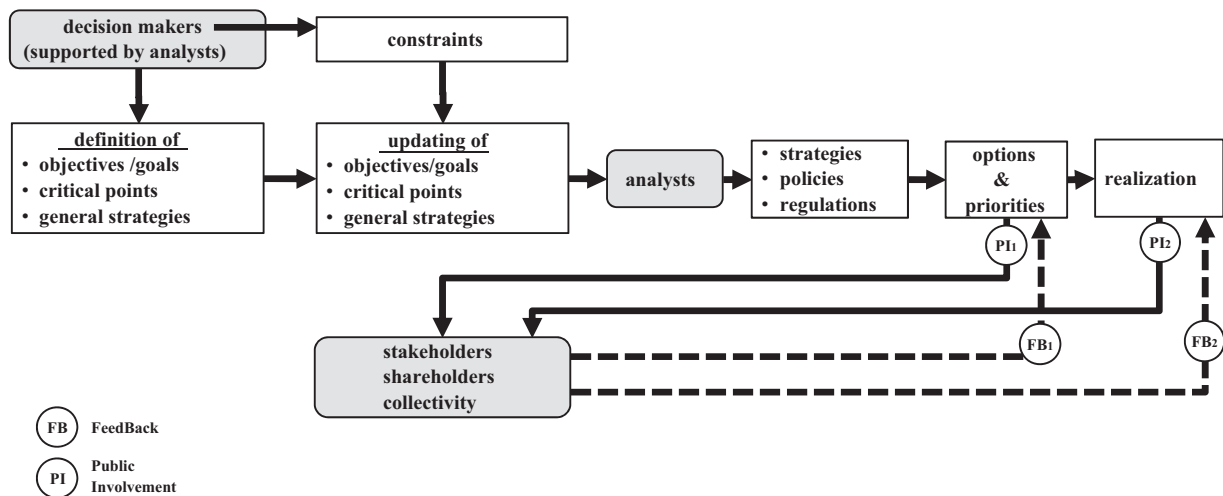 decision makers
(supported by analysts)
constraints
definition of
• objectives /goals
• critical points
• general strategies
updating of
• objectives/goals
• critical points
• general strategies
analysts
• strategies
• policies
• regulations
options
&
priorities
realization
PI1
PI2
stakeholders
shareholders
collectivity
FB1
FB2
FB FeedBack
PI Public
Involvement